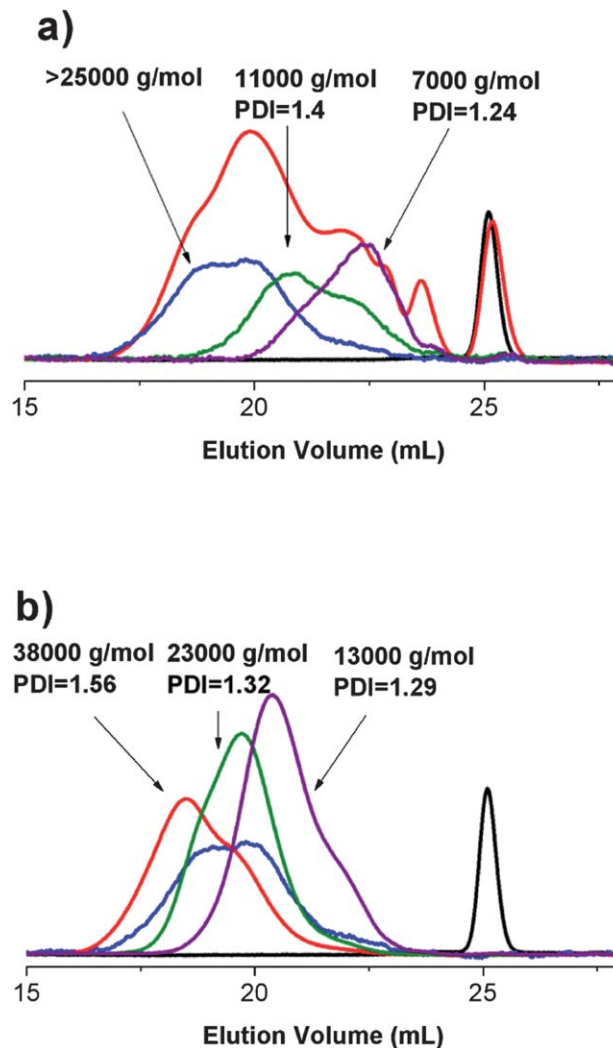 a)
>25000 g/mol
11000 g/mol
PDI=1.4
7000 g/mol
PDI=1.24
15 20 25
Elution Volume (mL)
b)
38000 g/mol
PDI=1.56
23000 g/mol
PDI=1.32
13000 g/mol
PDI=1.29
15 20 25
Elution Volume (mL)